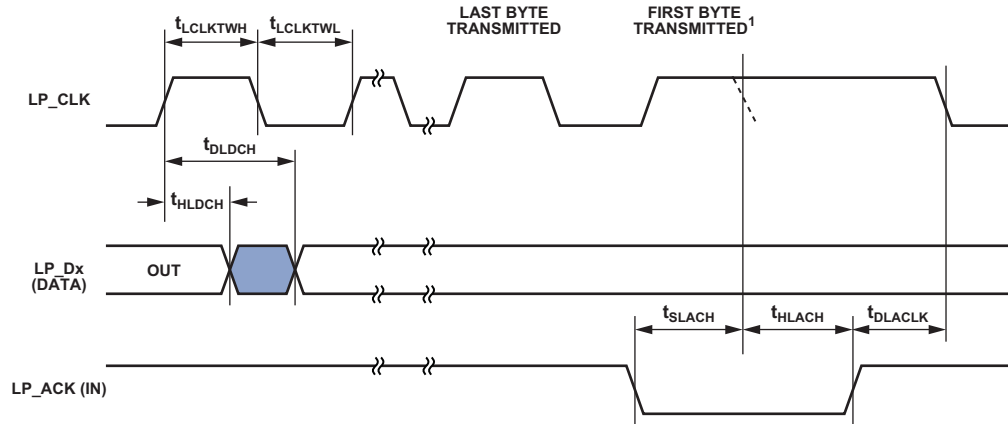 LAST BYTE
TRANSMITTED
FIRST BYTE
TRANSMITTED1
tLCLKTWH
tLCLKTWL
LP_CLK
tDLDCH
tHLDCH
LP_Dx
(DATA)
OUT
tSLACH
tHLACH
tDLACLK
LP_ACK (IN)